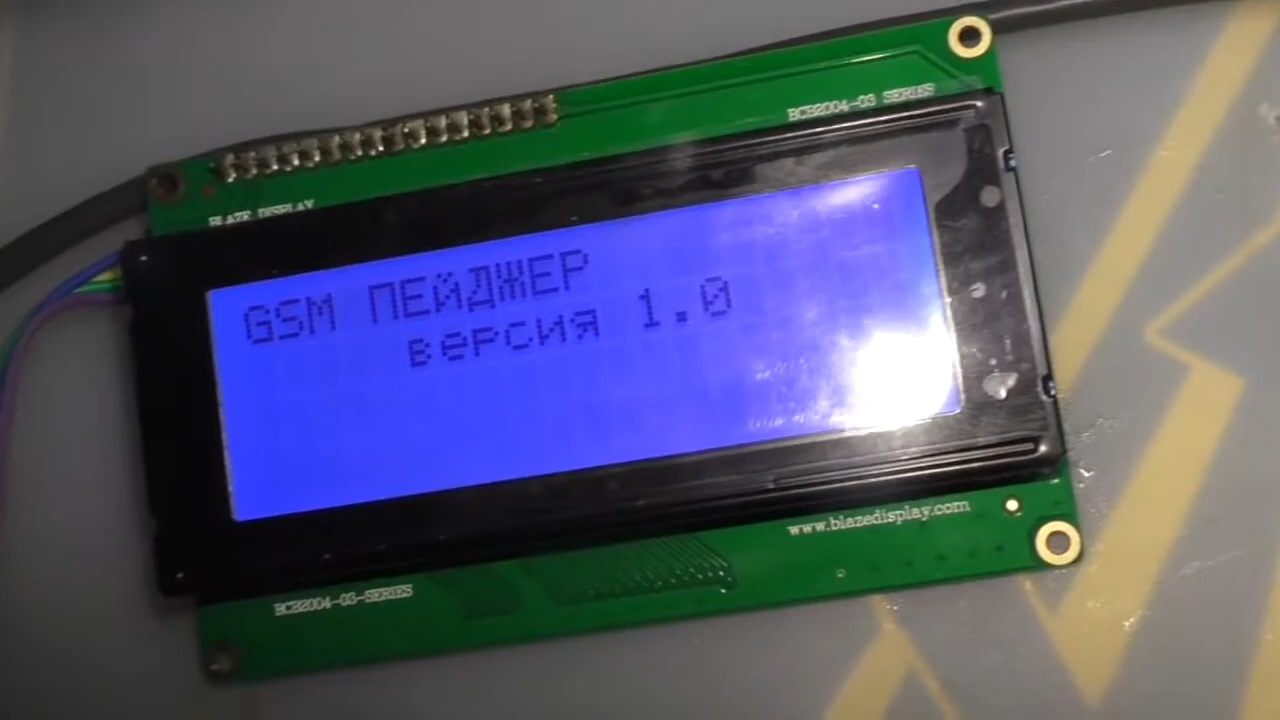 BCB2004-03 SERIES
BLAZE DISPLAY
GSM ПЕЙДЖЕР
версия 1.0
www.blazedisplay.com
BCB2004-03-SERIES